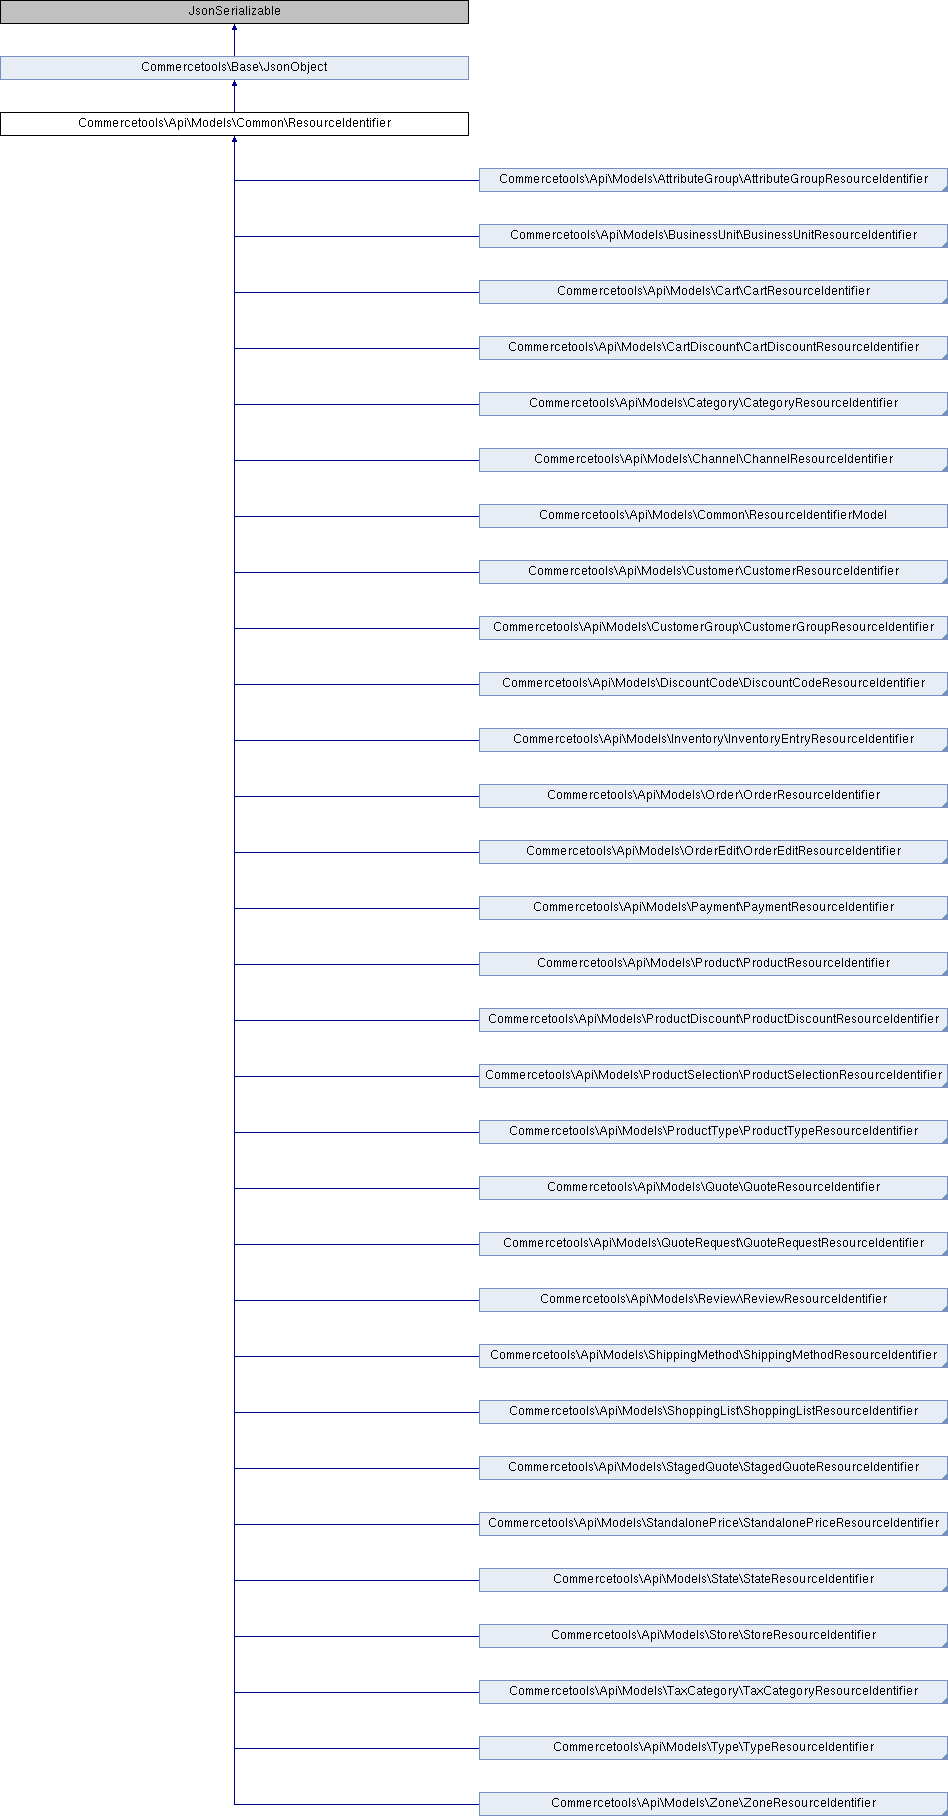 JsonSerializable
Commercetools\Base\JsonObject
Commercetools\Api\Models\Common\ResourceIdentifier
Commercetools\Api\Models\AttributeGroup\AttributeGroupResourceIdentifier
Commercetools\Api\Models\BusinessUnit\BusinessUnitResourceIdentifier
Commercetools\Api\Models\Cart\CartResourceIdentifier
Commercetools\Api\Models\CartDiscount\CartDiscountResourceIdentifier
Commercetools\Api\Models\Category\CategoryResourceIdentifier
Commercetools\Api\Models\Channel\ChannelResourceIdentifier
Commercetools\Api\Models\Common\ResourceIdentifierModel
Commercetools\Api\Models\Customer\CustomerResourceIdentifier
Commercetools\Api\Models\CustomerGroup\CustomerGroupResourceIdentifier
Commercetools\Api\Models\DiscountCode\DiscountCodeResourceIdentifier
Commercetools\Api\Models\Inventory\InventoryEntryResourceIdentifier
Commercetools\Api\Models\Order\OrderResourceIdentifier
Commercetools\Api\Models\OrderEdit\OrderEditResourceIdentifier
Commercetools\Api\Models\Payment\PaymentResourceIdentifier
Commercetools\Api\Models\Product\ProductResourceIdentifier
Commercetools\Api\Models\ProductDiscount\ProductDiscountResourceIdentifier
Commercetools\Api\Models\ProductSelection\ProductSelectionResourceIdentifier
Commercetools\Api\Models\ProductType\ProductTypeResourceIdentifier
Commercetools\Api\Models\Quote\QuoteResourceIdentifier
Commercetools\Api\Models\QuoteRequest\QuoteRequestResourceIdentifier
Commercetools\Api\Models\Review\ReviewResourceIdentifier
Commercetools\Api\Models\ShippingMethod\ShippingMethodResourceIdentifier
Commercetools\Api\Models\ShoppingList\ShoppingListResourceIdentifier
Commercetools\Api\Models\StagedQuote\StagedQuoteResourceIdentifier
Commercetools\Api\Models\StandalonePrice\StandalonePriceResourceIdentifier
Commercetools\Api\Models\State\StateResourceIdentifier
Commercetools\Api\Models\Store\StoreResourceIdentifier
Commercetools\Api\Models\TaxCategory\TaxCategoryResourceIdentifier
Commercetools\Api\Models\Type\TypeResourceIdentifier
Commercetools\Api\Models\Zone\ZoneResourceIdentifier